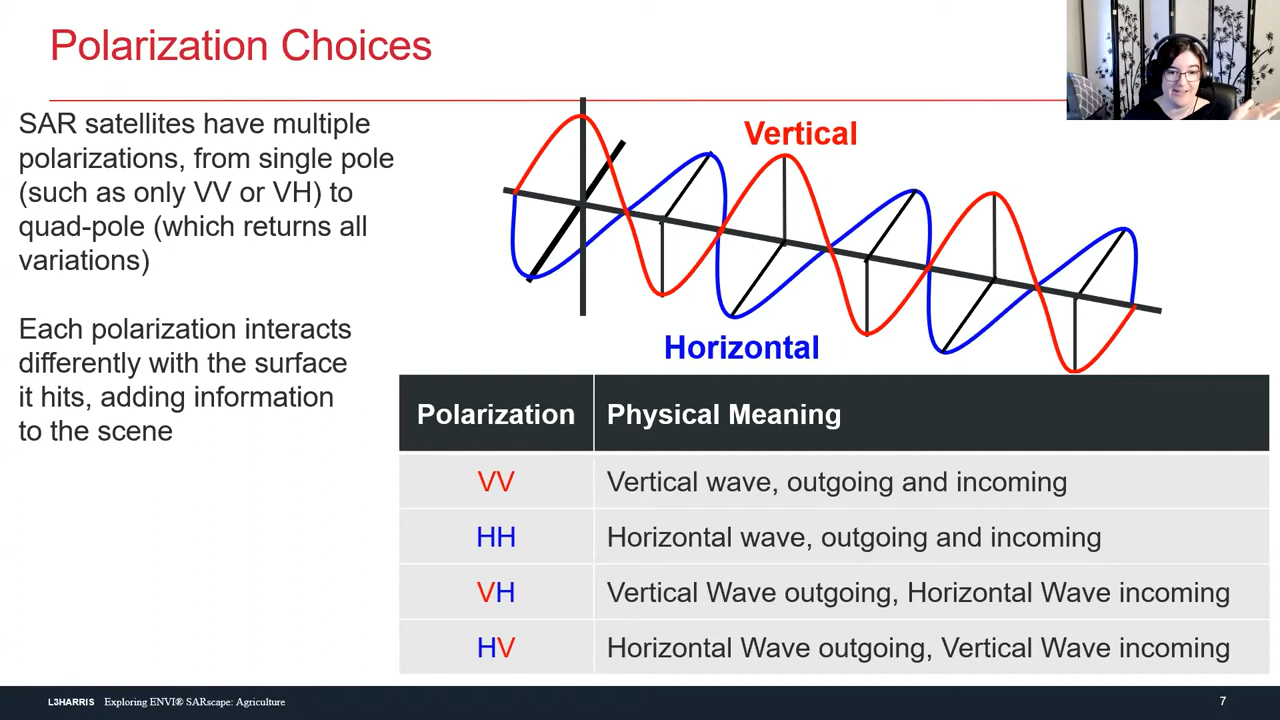 Polarization Choices
SAR satellites have multiple
polarizations, from single pole
(such as only VV or VH) to
quad-pole (which returns all
variations)
Each polarization interacts
differently with the surface
it hits, adding information
to the scene
Vertical
Horizontal
Polarization Physical Meaning
VV Vertical wave, outgoing and incoming
HH Horizontal wave, outgoing and incoming
VH Vertical Wave outgoing, Horizontal Wave incoming
HV Horizontal Wave outgoing, Vertical Wave incoming
L3HARRIS Exploring ENVI® SARscape: Agriculture 7